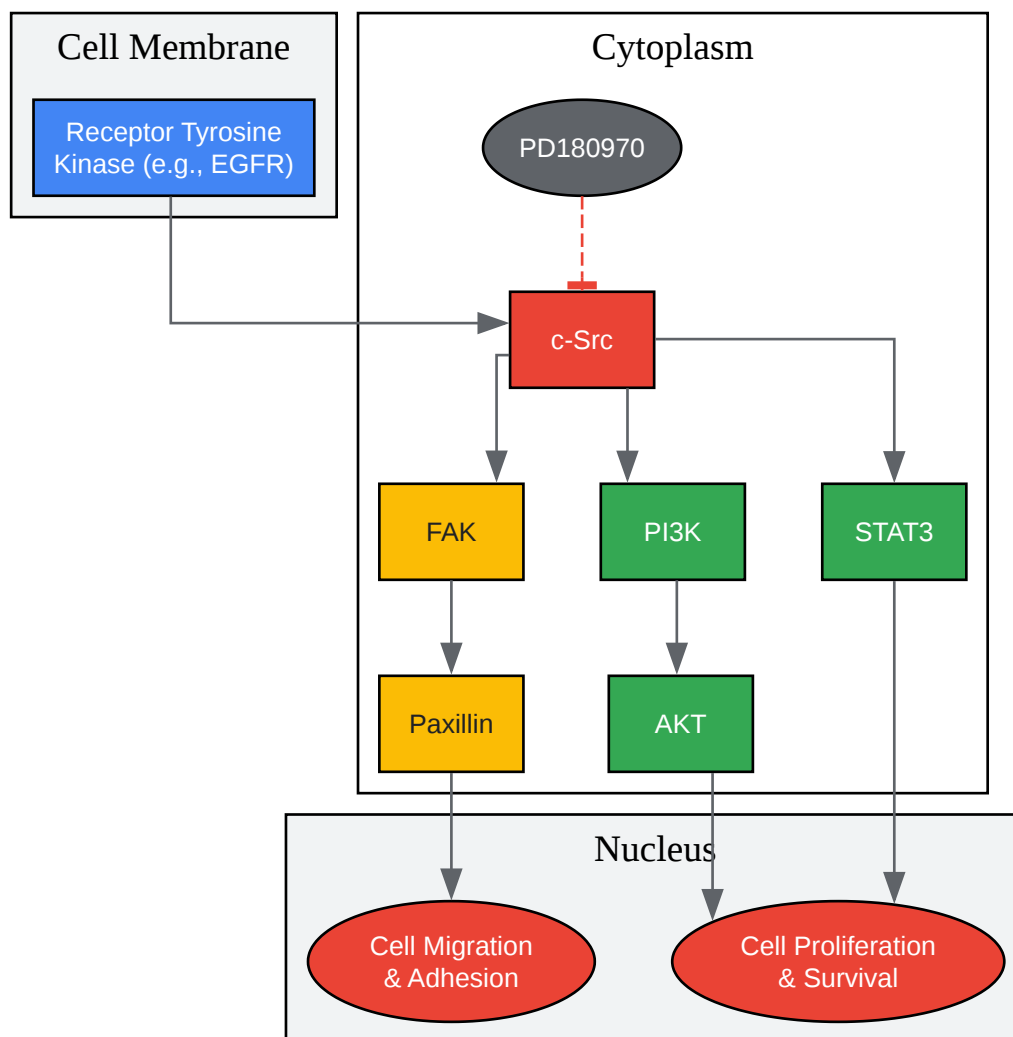 Cell Membrane
Receptor Tyrosine
Kinase (e.g., EGFR)
Cytoplasm
PD180970
c-Src
FAK
PI3K
STAT3
Paxillin
AKT
Nucleus
Cell Migration
& Adhesion
Cell Proliferation
& Survival